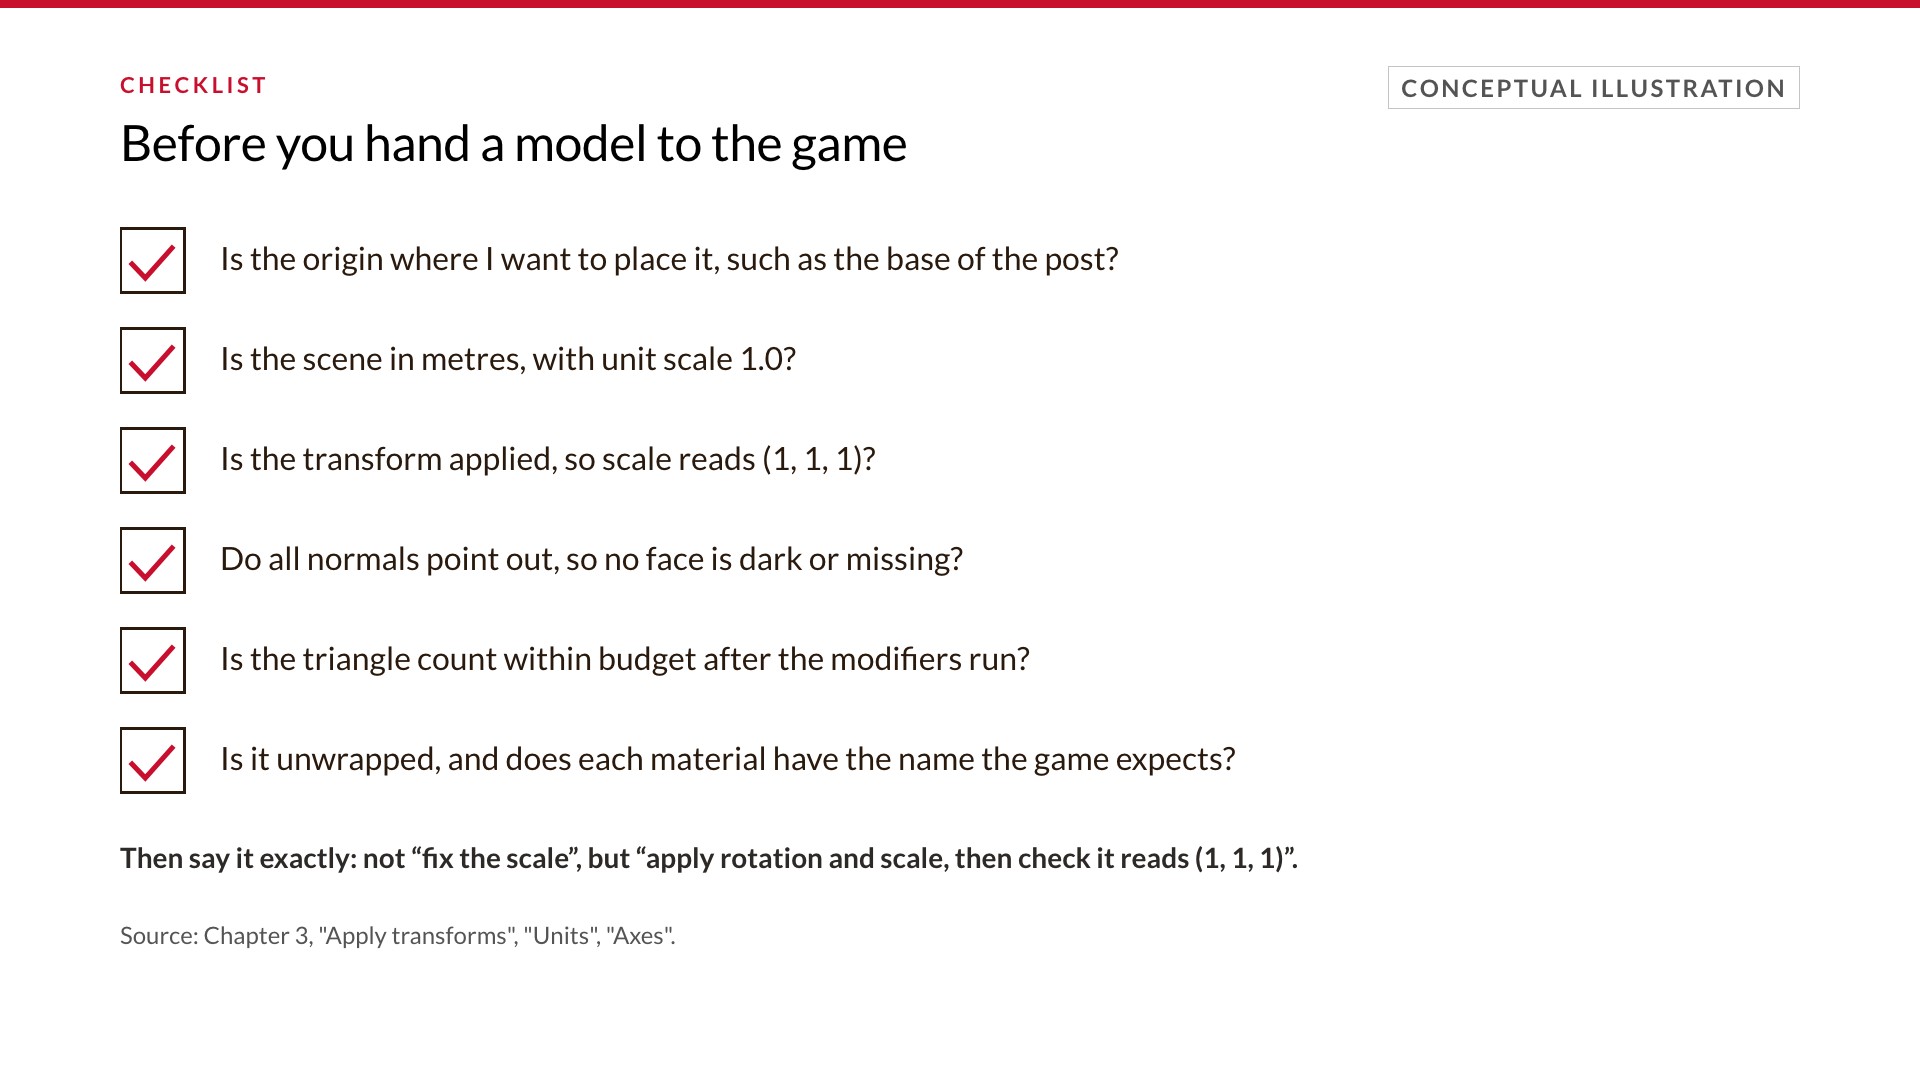 CHECKLIST
CONCEPTUAL ILLUSTRATION
Before you hand a model to the game
Is the origin where I want to place it, such as the base of the post?
Is the scene in metres, with unit scale 1.0?
Is the transform applied, so scale reads (1, 1, 1)?
Do all normals point out, so no face is dark or missing?
Is the triangle count within budget after the modifiers run?
Is it unwrapped, and does each material have the name the game expects?
Then say it exactly: not “fix the scale”, but “apply rotation and scale, then check it reads (1, 1, 1)”.
Source: Chapter 3, "Apply transforms", "Units", "Axes".